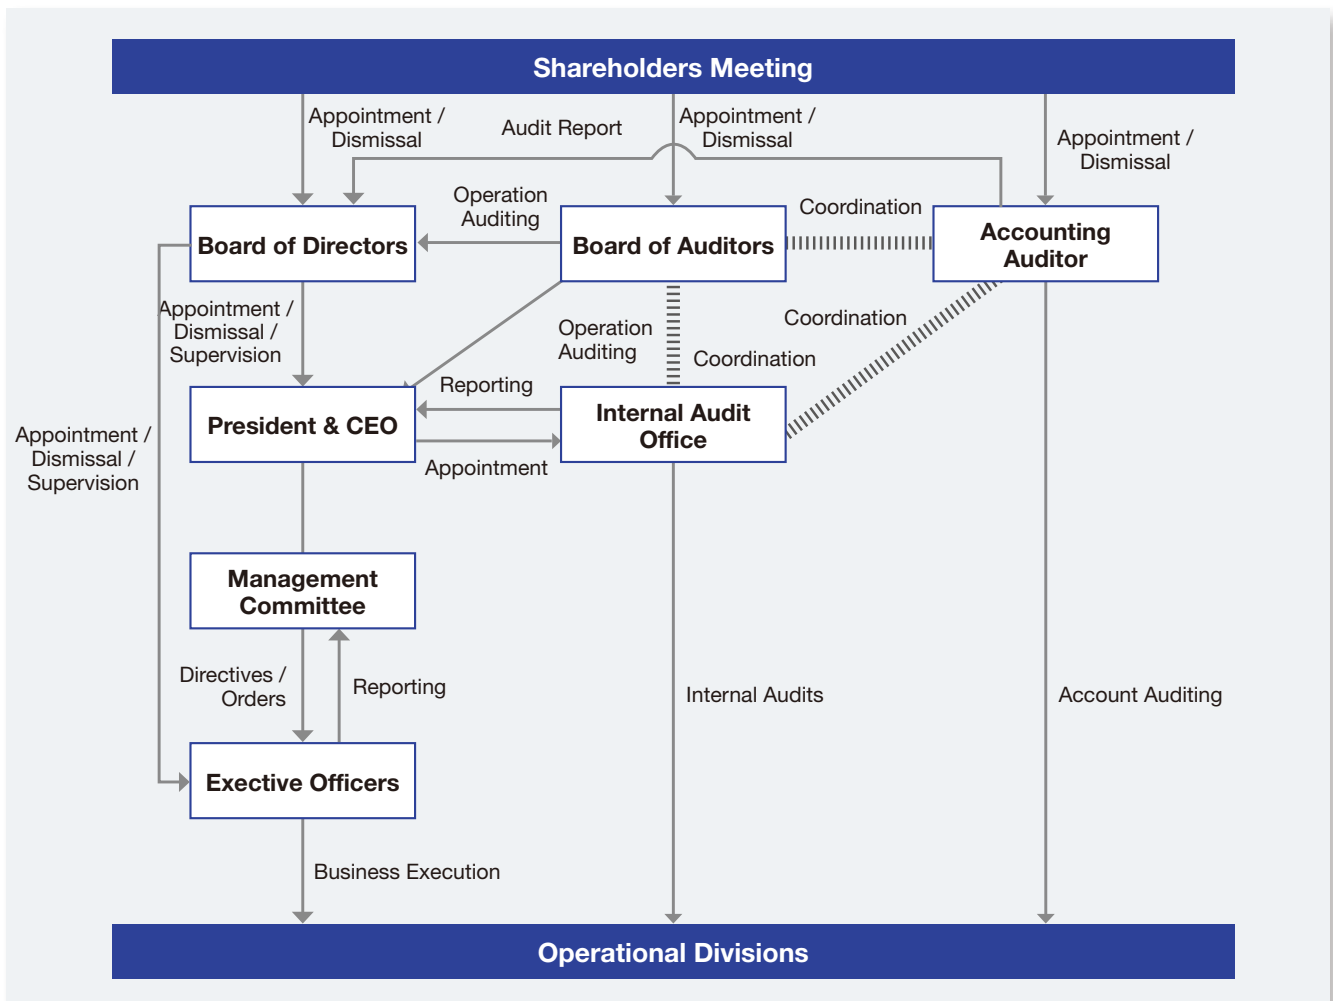 Shareholders Meeting
Appointment /
Dismissal
Audit Report
Appointment /
Dismissal
Appointment /
Dismissal
Operation
Auditing
Coordination
Board of Directors
Board of Auditors
Accounting
Auditor
Appointment /
Dismissal /
Supervision
Operation
Auditing
Coordination
Coordination
Reporting
President & CEO
Internal Audit
Office
Appointment /
Dismissal /
Supervision
Appointment
Management
Committee
Directives /
Orders
Reporting
Internal Audits
Account Auditing
Exective Officers
Business Execution
Operational Divisions